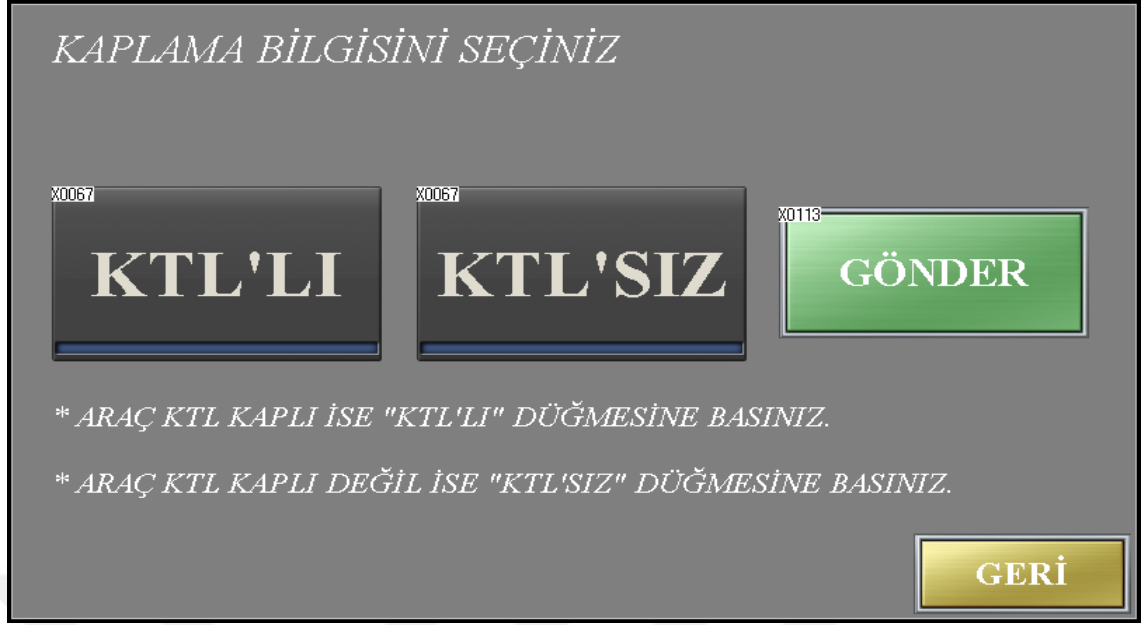 KAPLAMA BİLGİSİNİ SEÇİNİZ
X0067
KTL'LI
X0067
KTL'SIZ
X0113
GÖNDER
* ARAÇ KTL KAPLI İSE "KTL'LI" DÜĞMESİNE BASINIZ.
* ARAÇ KTL KAPLI DEĞİL İSE "KTL'SIZ" DÜĞMESİNE BASINIZ.
GERİ